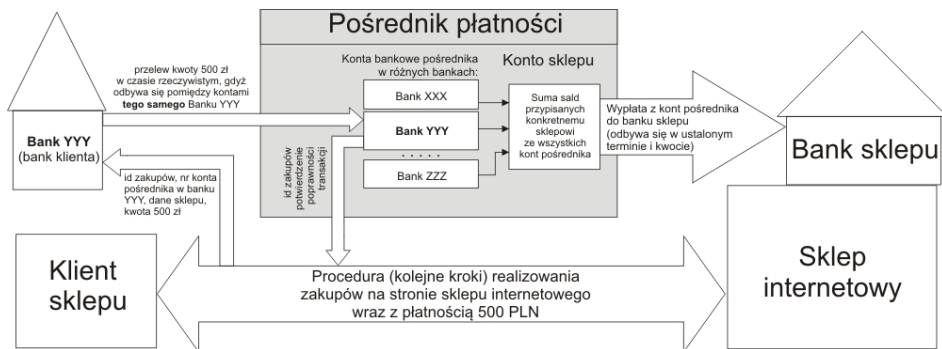 Pośrednik płatności
Konta bankowe pośrednika
w różnych bankach:
Konto sklepu
przelew kwoty 500 zł
w czasie rzeczywistym, gdyż
odbywa się pomiędzy kontami
tego samego Banku YYY
Bank XXX
Bank YYY
. . . . .
Bank ZZZ
Suma sald
przypisanych
konkretnemu
sklepowi
ze wszystkich
kont pośrednika
Wypłata z kont pośrednika
do banku sklepu
(odbywa się w ustalonym
terminie i kwocie)
Bank sklepu
Bank YYY
(bank klienta)
id zakupów, nr konta
pośrednika w banku
YYY, dane sklepu,
kwota 500 zł
id zakupów
potwierdzenie
poprawności
transakcji
Klient
sklepu
Procedura (kolejne kroki) realizowania
zakupów na stronie sklepu internetowego
wraz z płatnością 500 PLN
Sklep
internetowy